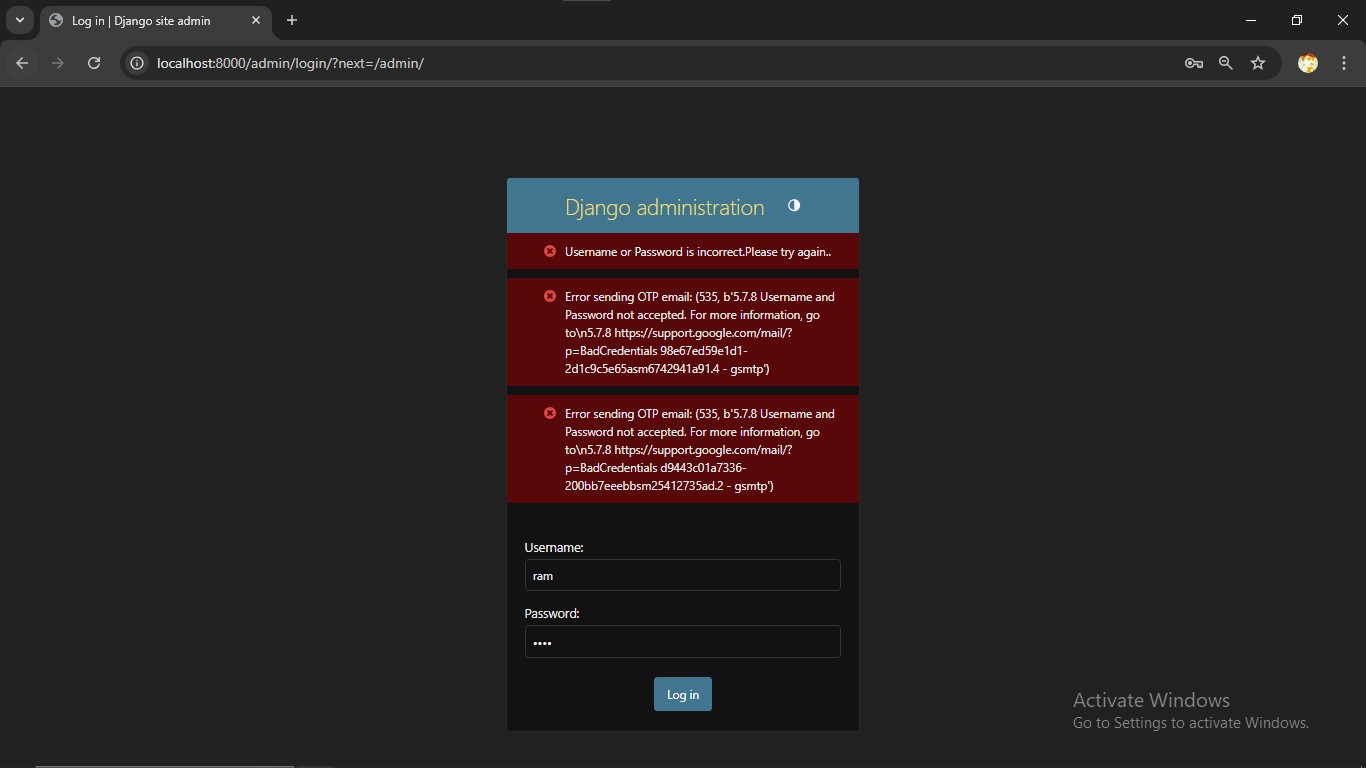 Log in | Django site admin
localhost:8000/admin/login/?next=/admin/
Django administration
Username or Password is incorrect.Please try again..
Error sending OTP email: (535, b'5.7.8 Username and
Password not accepted. For more information, go
to\n5.7.8 https://support.google.com/mail/?
p=BadCredentials 98e67ed59e1d1-
2d1c9c5e65asm6742941a91.4 - gsmtp')
Error sending OTP email: (535, b'5.7.8 Username and
Password not accepted. For more information, go
to\n5.7.8 https://support.google.com/mail/?
p=BadCredentials d9443c01a7336-
200bb7eeebbsm25412735ad.2 - gsmtp')
Username:
ram
Password:
Log in
Activate Windows
Go to Settings to activate Windows.